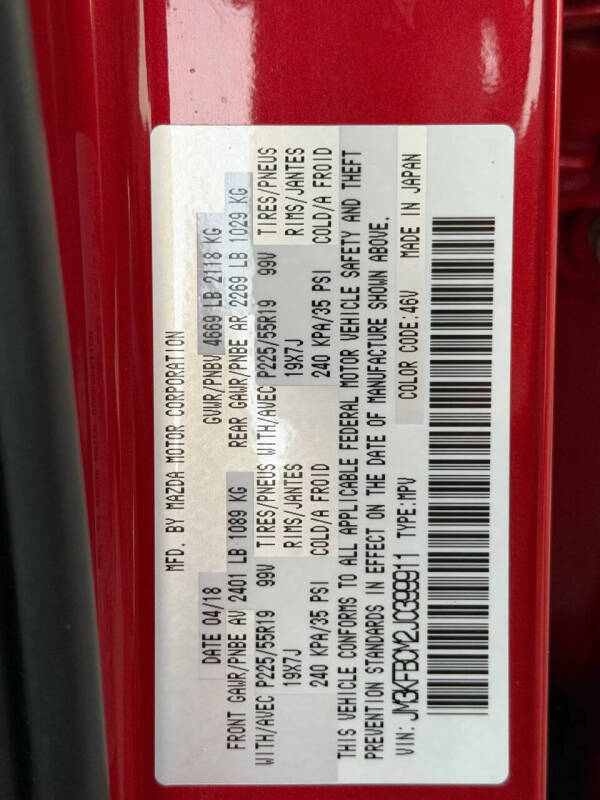 MFD. BY MAZDA MOTOR CORPORATION
DATE 04/18 GVWR/PNBV 4669 LB 2118 KG
FRONT GAWR/PNBE AV 2401 LB 1089 KG REAR GAWR/PNBE AR 2269 LB 1029 KG
WITH/AVEC P225/55R19 99V TIRES/PNEUS WITH/AVEC P225/55R19 99V TIRES/PNEUS
19X7J RIMS/JANTES 19X7J RIMS/JANTES
240 KPA/35 PSI COLD/A FROID 240 KPA/35 PSI COLD/A FROID
THIS VEHICLE CONFORMS TO ALL APPLICABLE FEDERAL MOTOR VEHICLE SAFETY AND THEFT
PREVENTION STANDARDS IN EFFECT ON THE DATE OF MANUFACTURE SHOWN ABOVE.
VIN: JM3KFBCM2J0399911 TYPE:MPV COLOR CODE:46V MADE IN JAPAN